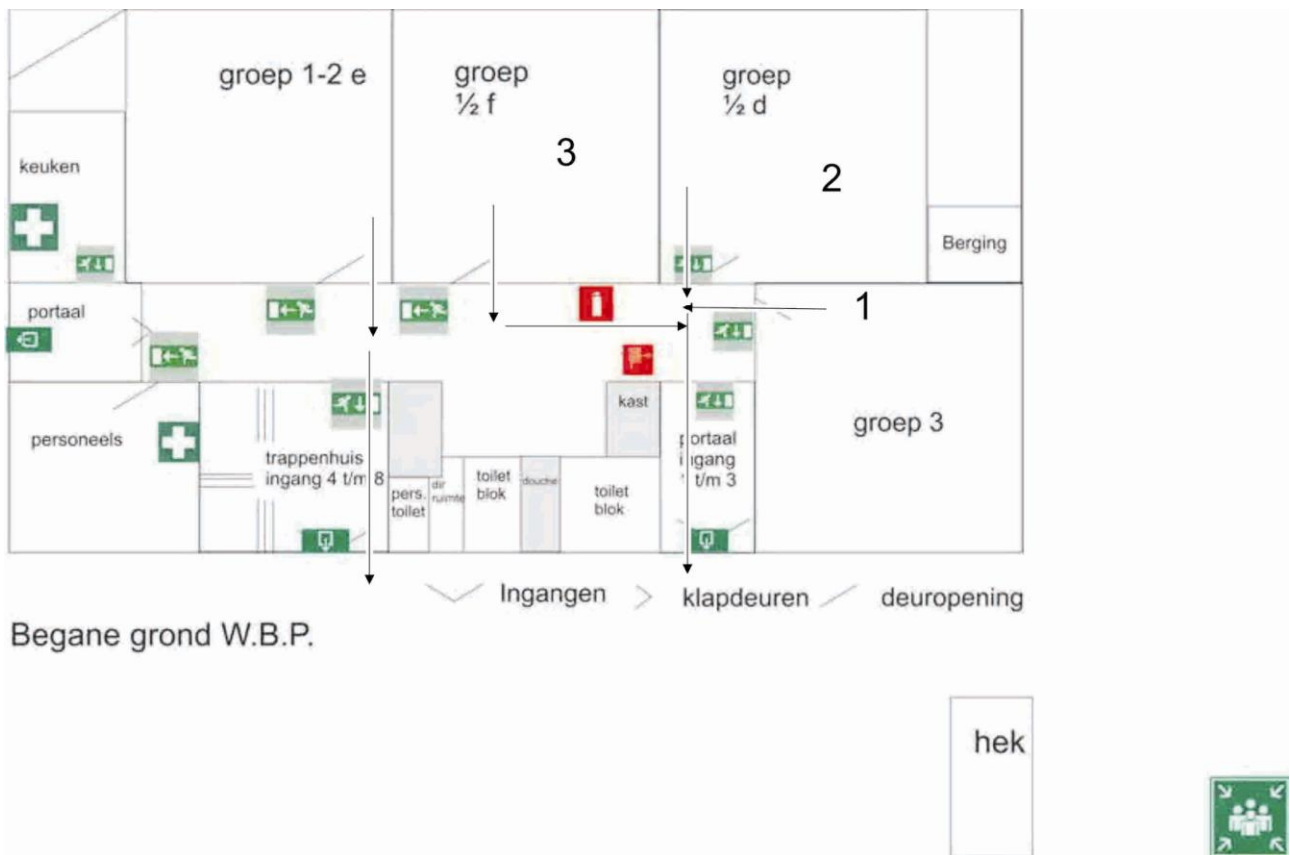 groep 1-2 e
groep
½ f
groep
½ d
3
2
keuken
Berging
portaal
1
personeels
trappenhuis
ingang 4 t/m 8
kast
groep 3
portaal
ingang
t/m 3
pers.
toilet
dir
ruimte
toilet
blok
douche
toilet
blok
Ingangen
klapdeuren
deuropening
Begane grond W.B.P.
hek